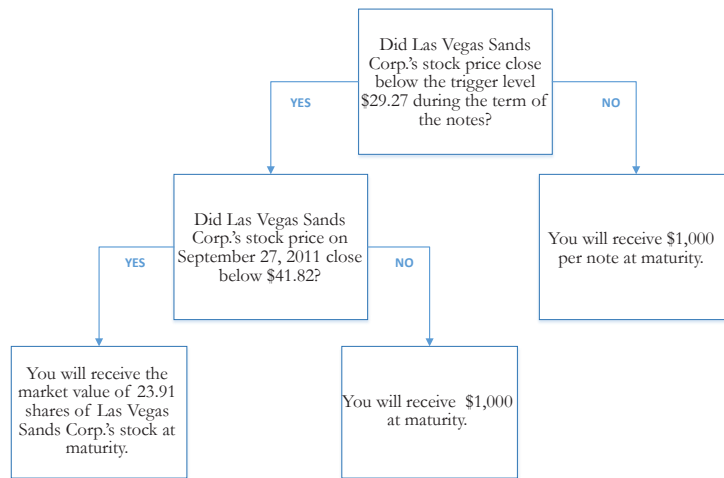 Did Las Vegas Sands
Corp.'s stock price close
below the trigger level
$29.27 during the term of
the notes?
YES
NO
Did Las Vegas Sands
Corp.'s stock price on
September 27, 2011 close
below $41.82?
You will receive $1,000
per note at maturity.
YES
NO
You will receive the
market value of 23.91
shares of Las Vegas
Sands Corp.'s stock at
maturity.
You will receive $1,000
at maturity.